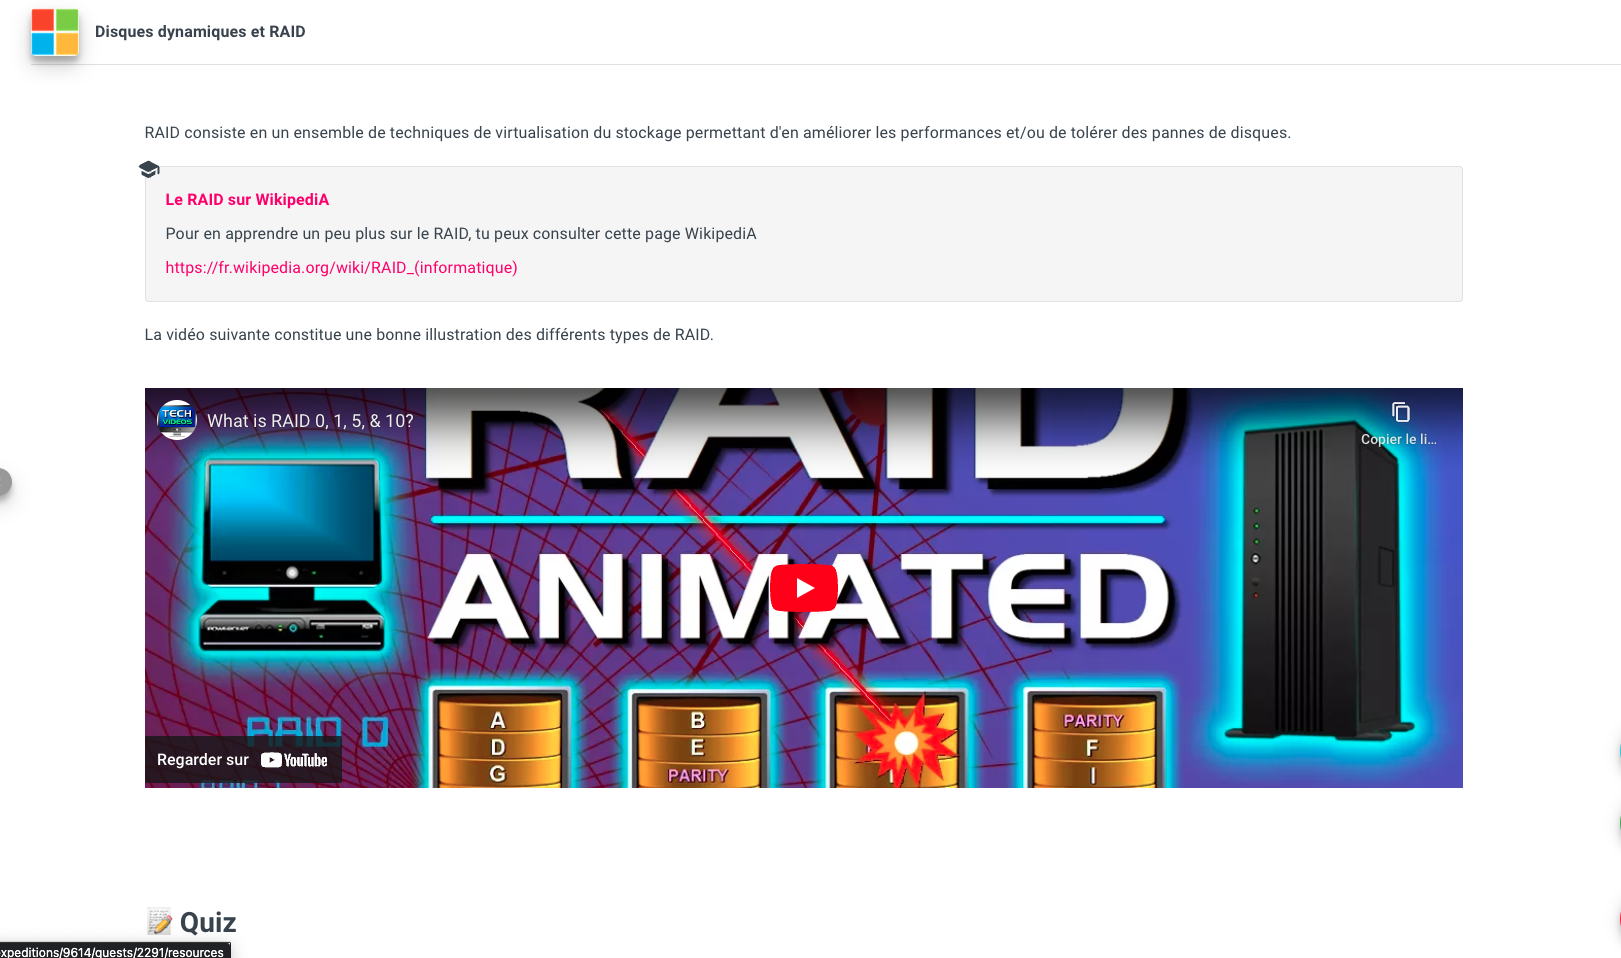 Disques dynamiques et RAID
RAID consiste en un ensemble de techniques de virtualisation du stockage permettant d'en améliorer les performances et/ou de tolérer des pannes de disques.
Le RAID sur WikipediA
Pour en apprendre un peu plus sur le RAID, tu peux consulter cette page WikipediA
https://fr.wikipedia.org/wiki/RAID_(informatique)
La vidéo suivante constitue une bonne illustration des différents types de RAID.
TECH
VIDEOS
What is RAID 0, 1, 5, & 10?
Copier le li...
RAID
ANIMATED
POWERCERT
RAID 0
A
D
G
B
E
PARITY
PARITY
F
I
Regarder sur YouTube
📝 Quiz
xpeditions/9614/quests/2291/resources